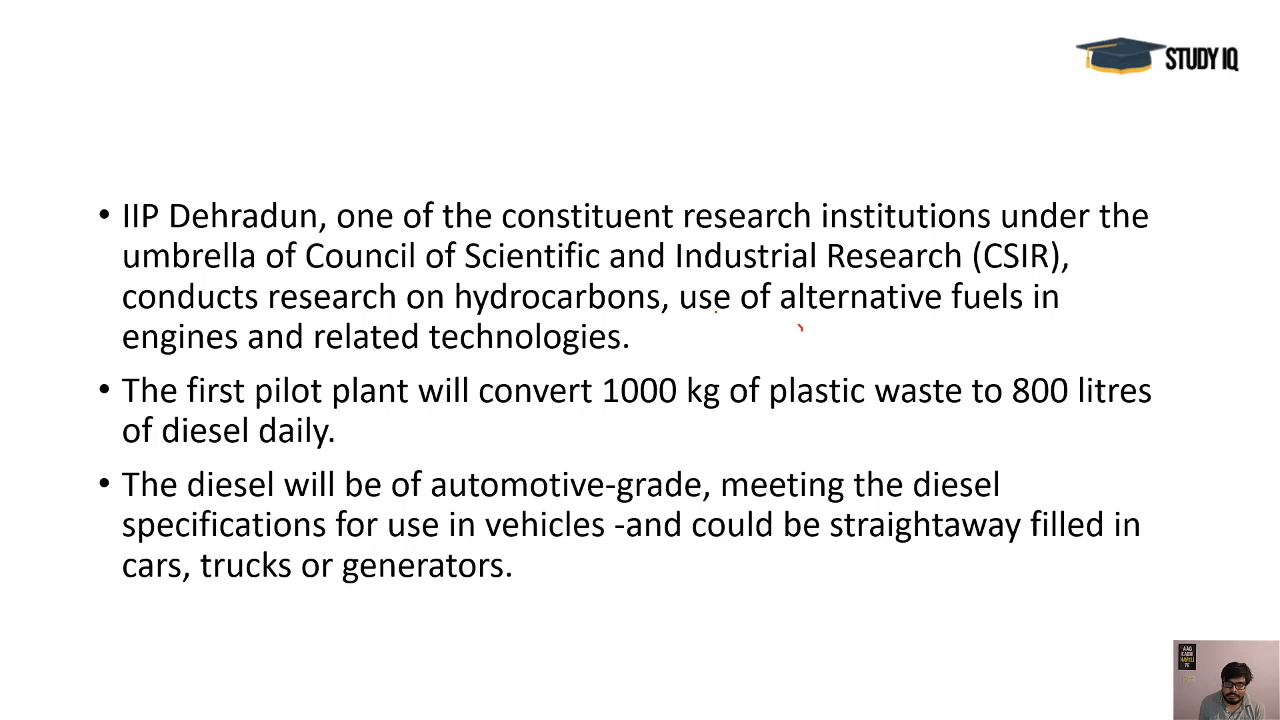 STUDY IQ
• IIP Dehradun, one of the constituent research institutions under the
umbrella of Council of Scientific and Industrial Research (CSIR),
conducts research on hydrocarbons, use of alternative fuels in
engines and related technologies.
• The first pilot plant will convert 1000 kg of plastic waste to 800 litres
of diesel daily.
• The diesel will be of automotive-grade, meeting the diesel
specifications for use in vehicles -and could be straightaway filled in
cars, trucks or generators.